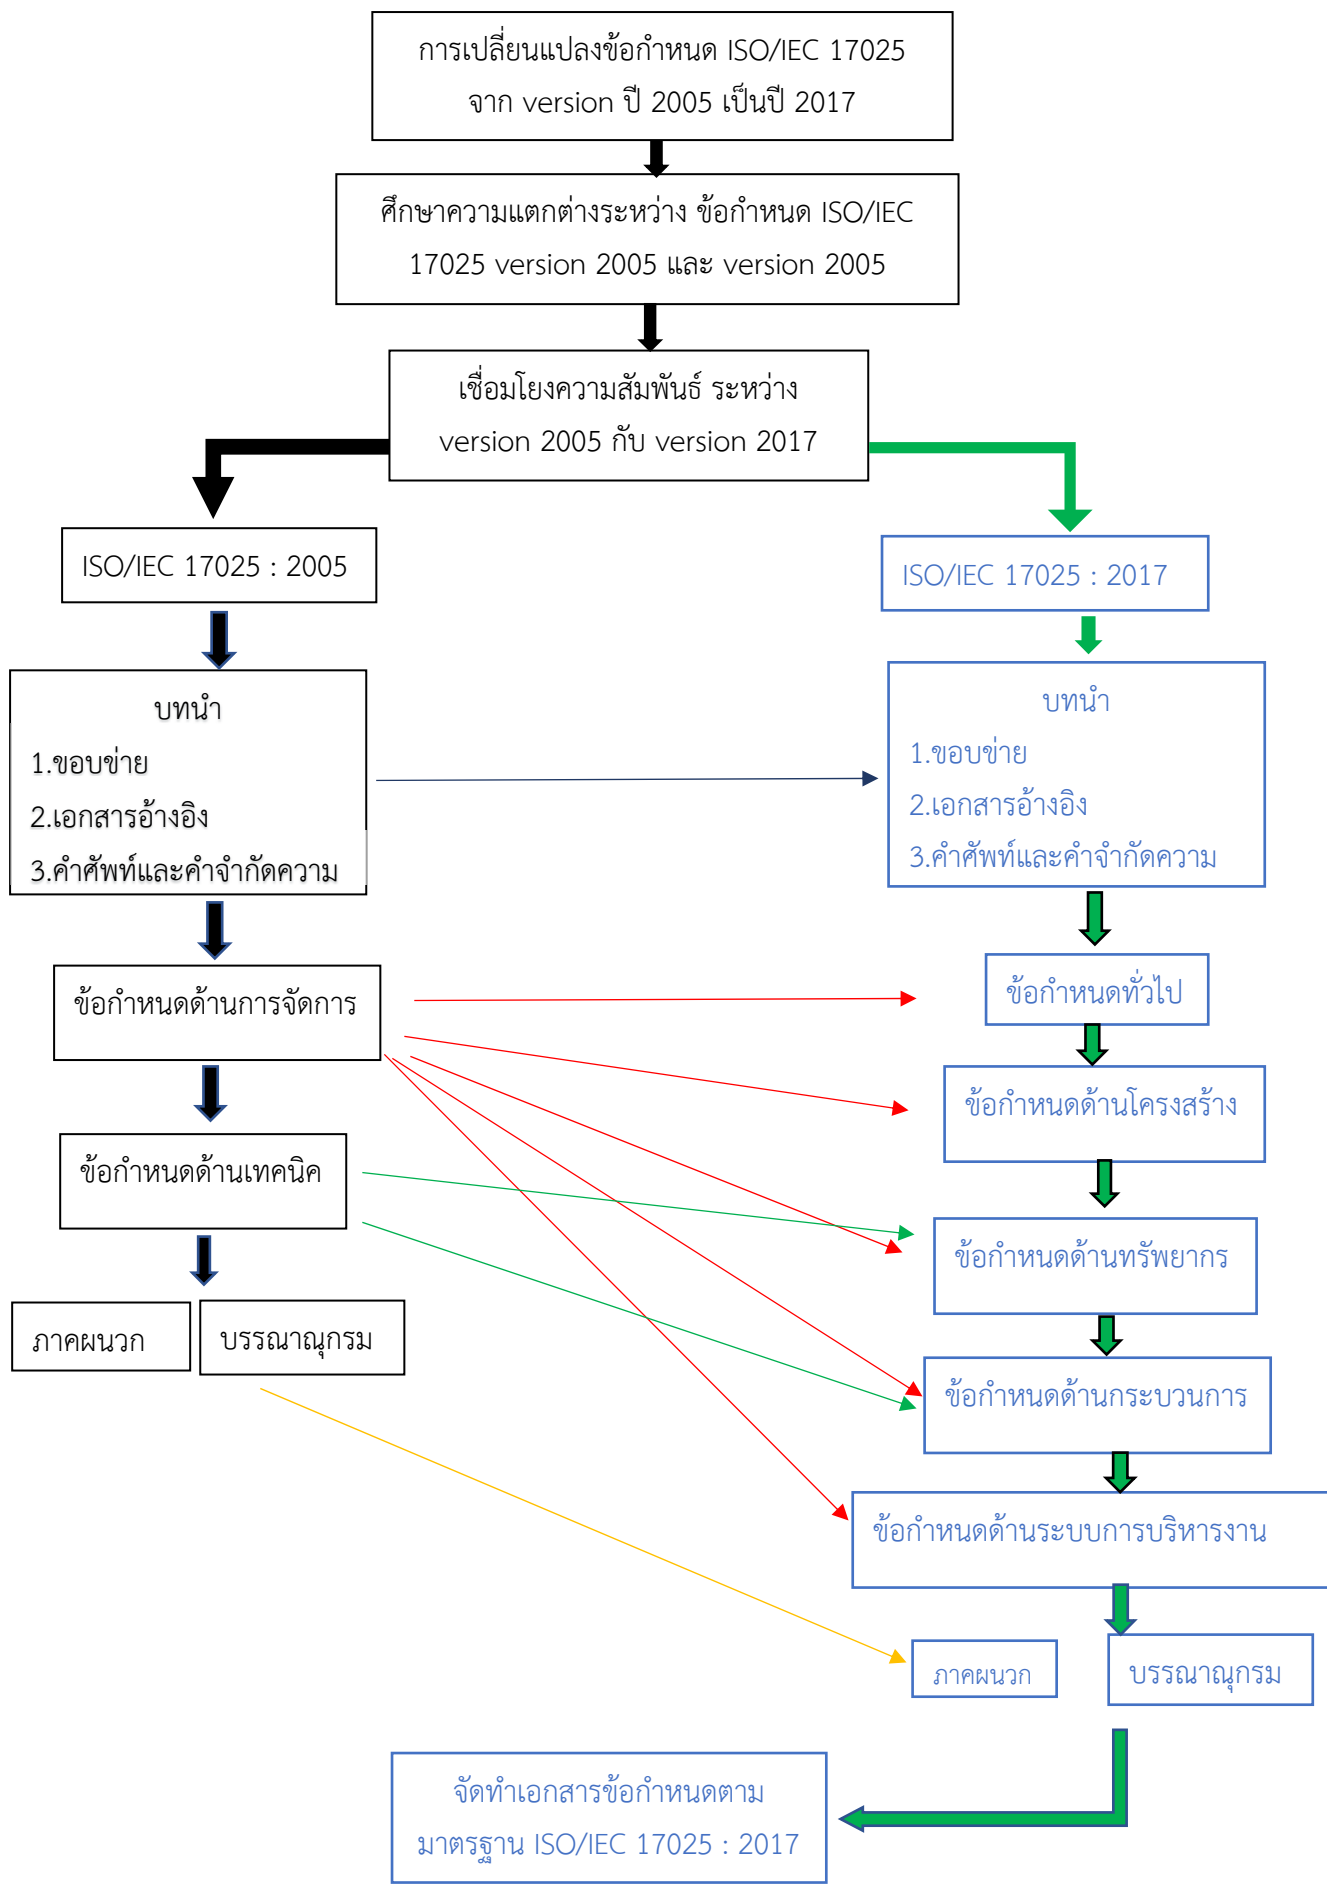 การเปลี่ยนแปลงข้อกำหนด ISO/IEC 17025
จาก version ปี 2005 เป็นปี 2017
ศึกษาความแตกต่างระหว่าง ข้อกำหนด ISO/IEC
17025 version 2005 และ version 2005
เชื่อมโยงความสัมพันธ์ ระหว่าง
version 2005 กับ version 2017
ISO/IEC 17025 : 2005
บทนำ
1.ขอบข่าย
2.เอกสารอ้างอิง
3.คำศัพท์และคำจำกัดความ
ข้อกำหนดด้านการจัดการ
ข้อกำหนดด้านเทคนิค
ภาคผนวก
บรรณาณุกรม
ISO/IEC 17025 : 2017
บทนำ
1.ขอบข่าย
2.เอกสารอ้างอิง
3.คำศัพท์และคำจำกัดความ
ข้อกำหนดทั่วไป
ข้อกำหนดด้านโครงสร้าง
ข้อกำหนดด้านทรัพยากร
ข้อกำหนดด้านกระบวนการ
ข้อกำหนดด้านระบบการบริหารงาน
ภาคผนวก
บรรณาณุกรม
จัดทำเอกสารข้อกำหนดตาม
มาตรฐาน ISO/IEC 17025 : 2017